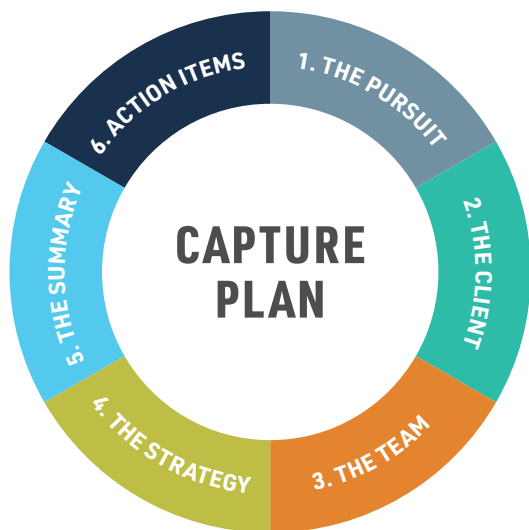 CAPTURE
PLAN
1. THE PURSUIT
2. THE CLIENT
3. THE TEAM
4. THE STRATEGY
5. THE SUMMARY
6. ACTION ITEMS